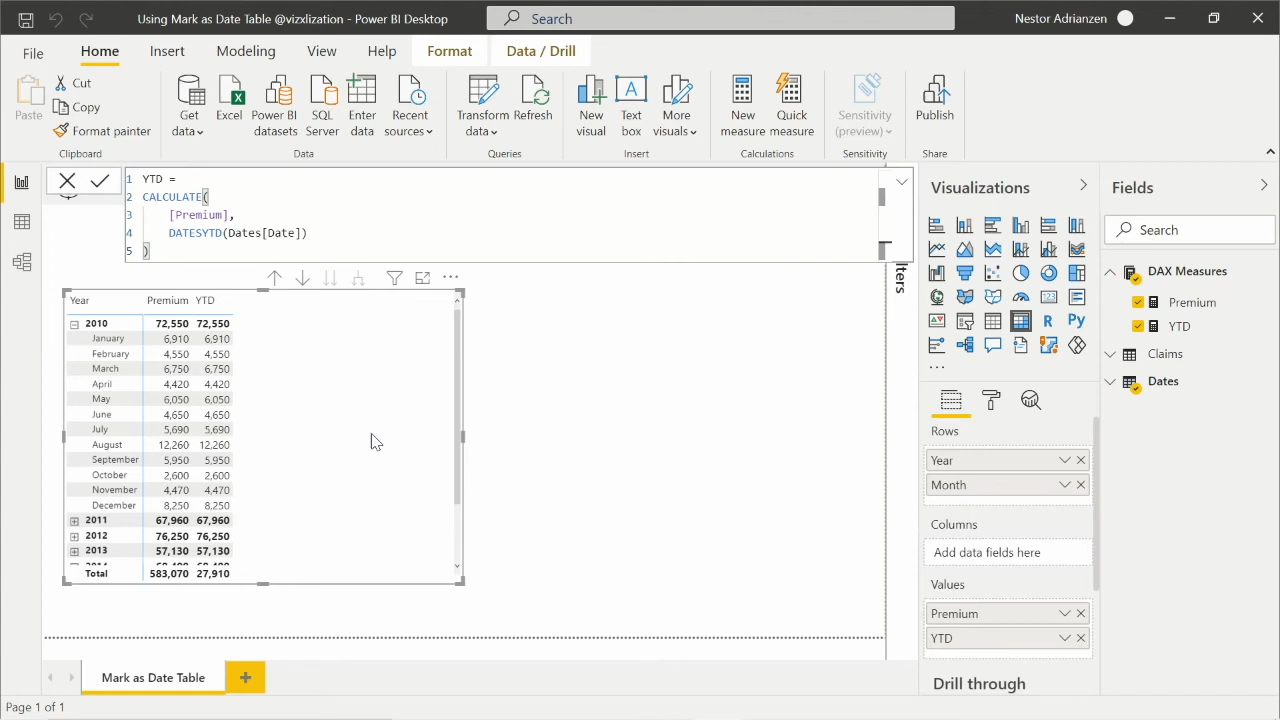 Using Mark as Date Table @vizxlization - Power BI Desktop
Search
Nestor Adrianzen
File
Home
Insert
Modeling
View
Help
Format
Data / Drill
Paste
Cut
Copy
Format painter
Clipboard
Get data
Excel
Power BI datasets
SQL Server
Enter data
Recent sources
Data
Transform data
Refresh
Queries
New visual
Text box
More visuals
Insert
New measure
Quick measure
Calculations
Sensitivity (preview)
Sensitivity
Publish
Share
1 YTD =
2 CALCULATE(
3 [Premium],
4 DATESYTD(Dates[Date])
5 )
lters
Year Premium YTD
2010 72,550 72,550
January 6,910 6,910
February 4,550 4,550
March 6,750 6,750
April 4,420 4,420
May 6,050 6,050
June 4,650 4,650
July 5,690 5,690
August 12,260 12,260
September 5,950 5,950
October 2,600 2,600
November 4,470 4,470
December 8,250 8,250
2011 67,960 67,960
2012 76,250 76,250
2013 57,130 57,130
Total 583,070 27,910
Visualizations
R
Py
123
Rows
Year
Month
Columns
Add data fields here
Values
Premium
YTD
Drill through
Fields
Search
DAX Measures
Premium
YTD
Claims
Dates
Mark as Date Table
Page 1 of 1